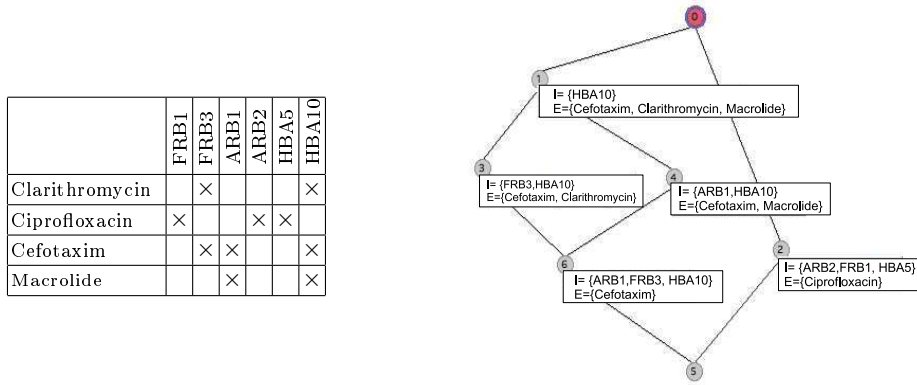 FRB1 FRB3 ARB1 ARB2 HBA5 HBA10
Clarithromycin × ×
Ciprofloxacin × × ×
Cefotaxim × × ×
Macrolide × ×
0
1
I= {HBA10}
E={Cefotaxim, Clarithromycin, Macrolide}
3
I= {FRB3,HBA10}
E={Cefotaxim, Clarithromycin}
4
I= {ARB1,HBA10}
E={Cefotaxim, Macrolide}
2
I= {ARB2,FRB1, HBA5}
E={Ciprofloxacin}
6
I= {ARB1,FRB3, HBA10}
E={Cefotaxim}
5